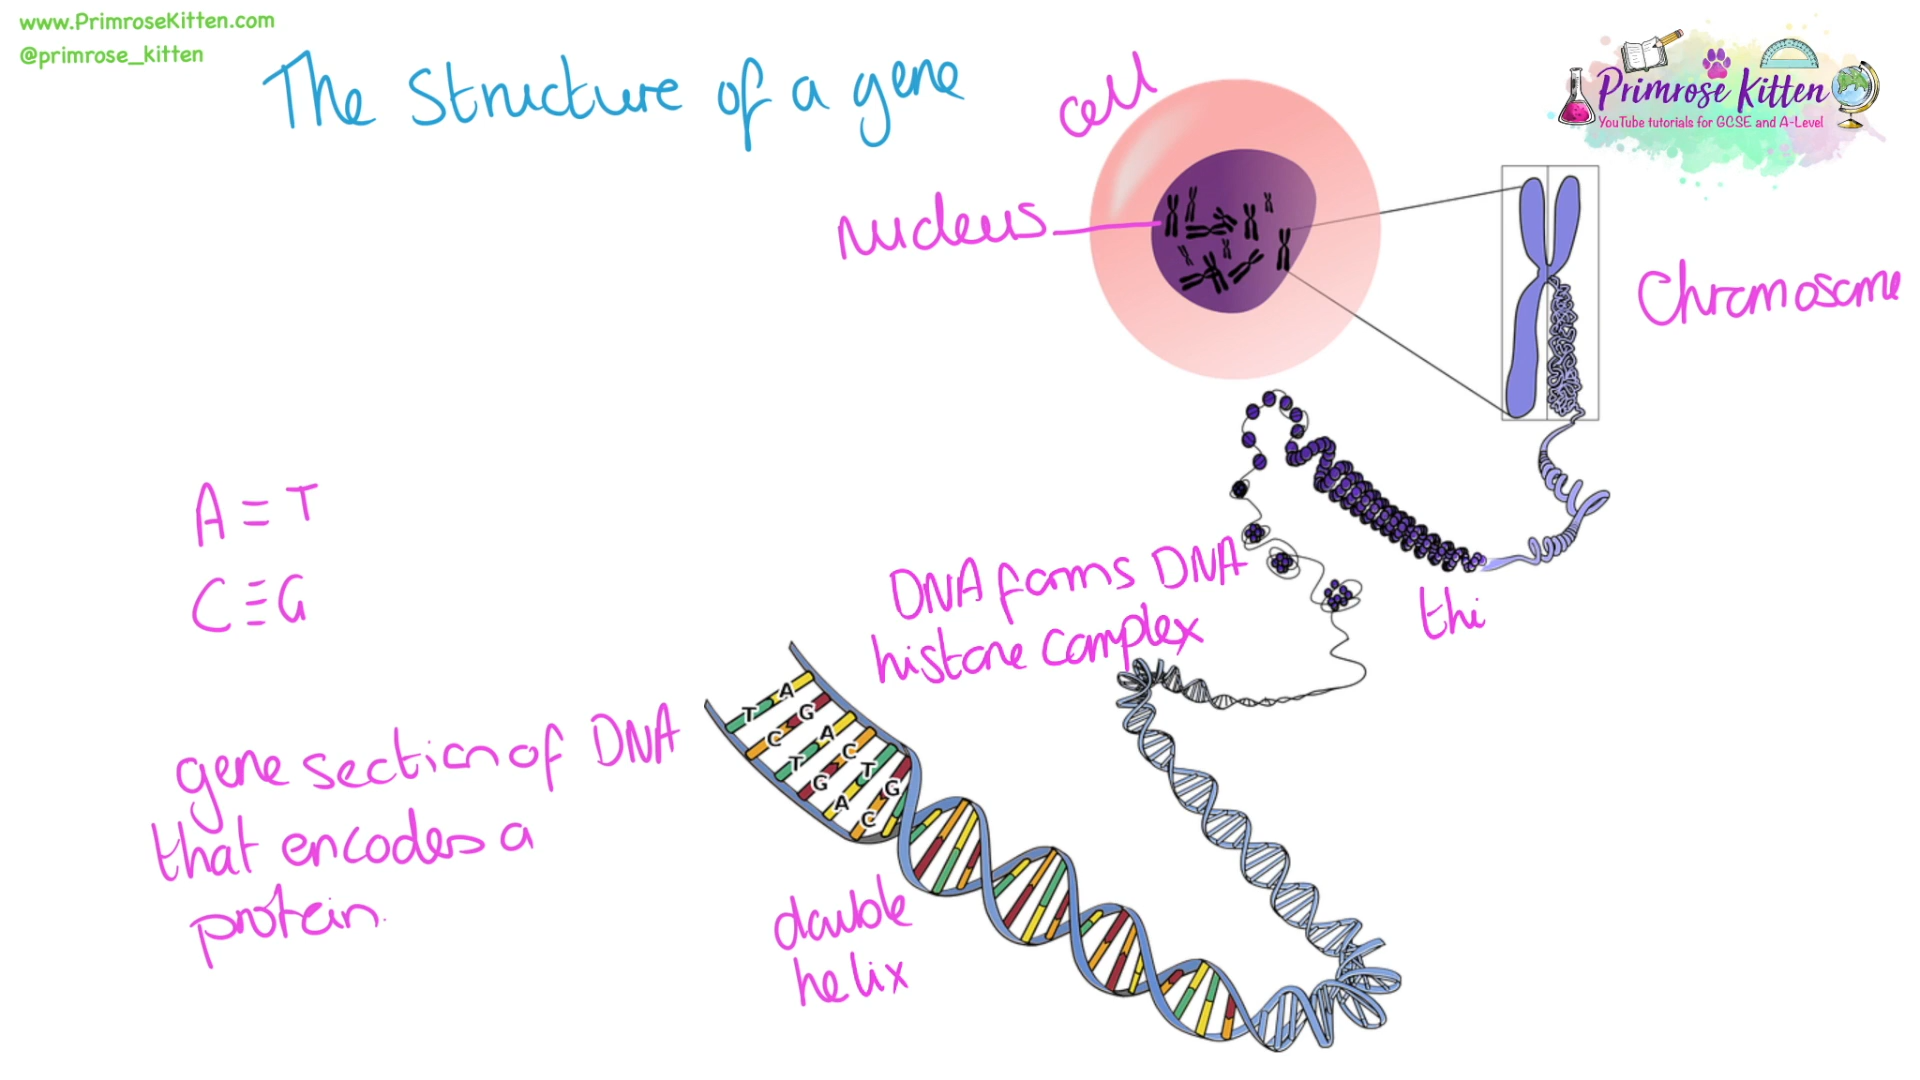 www.PrimroseKitten.com
@primrose_kitten
The Structure of a gene
Primrose Kitten
YouTube tutorials for GCSE and A-Level
cell
nucleus
Chromosome
A = T
C ≡ G
DNA forms DNA
histone complex
thi
gene section of DNA
that encodes a
protein.
A
T
G
C
A
T
C
G
T
A
G
C
double
helix